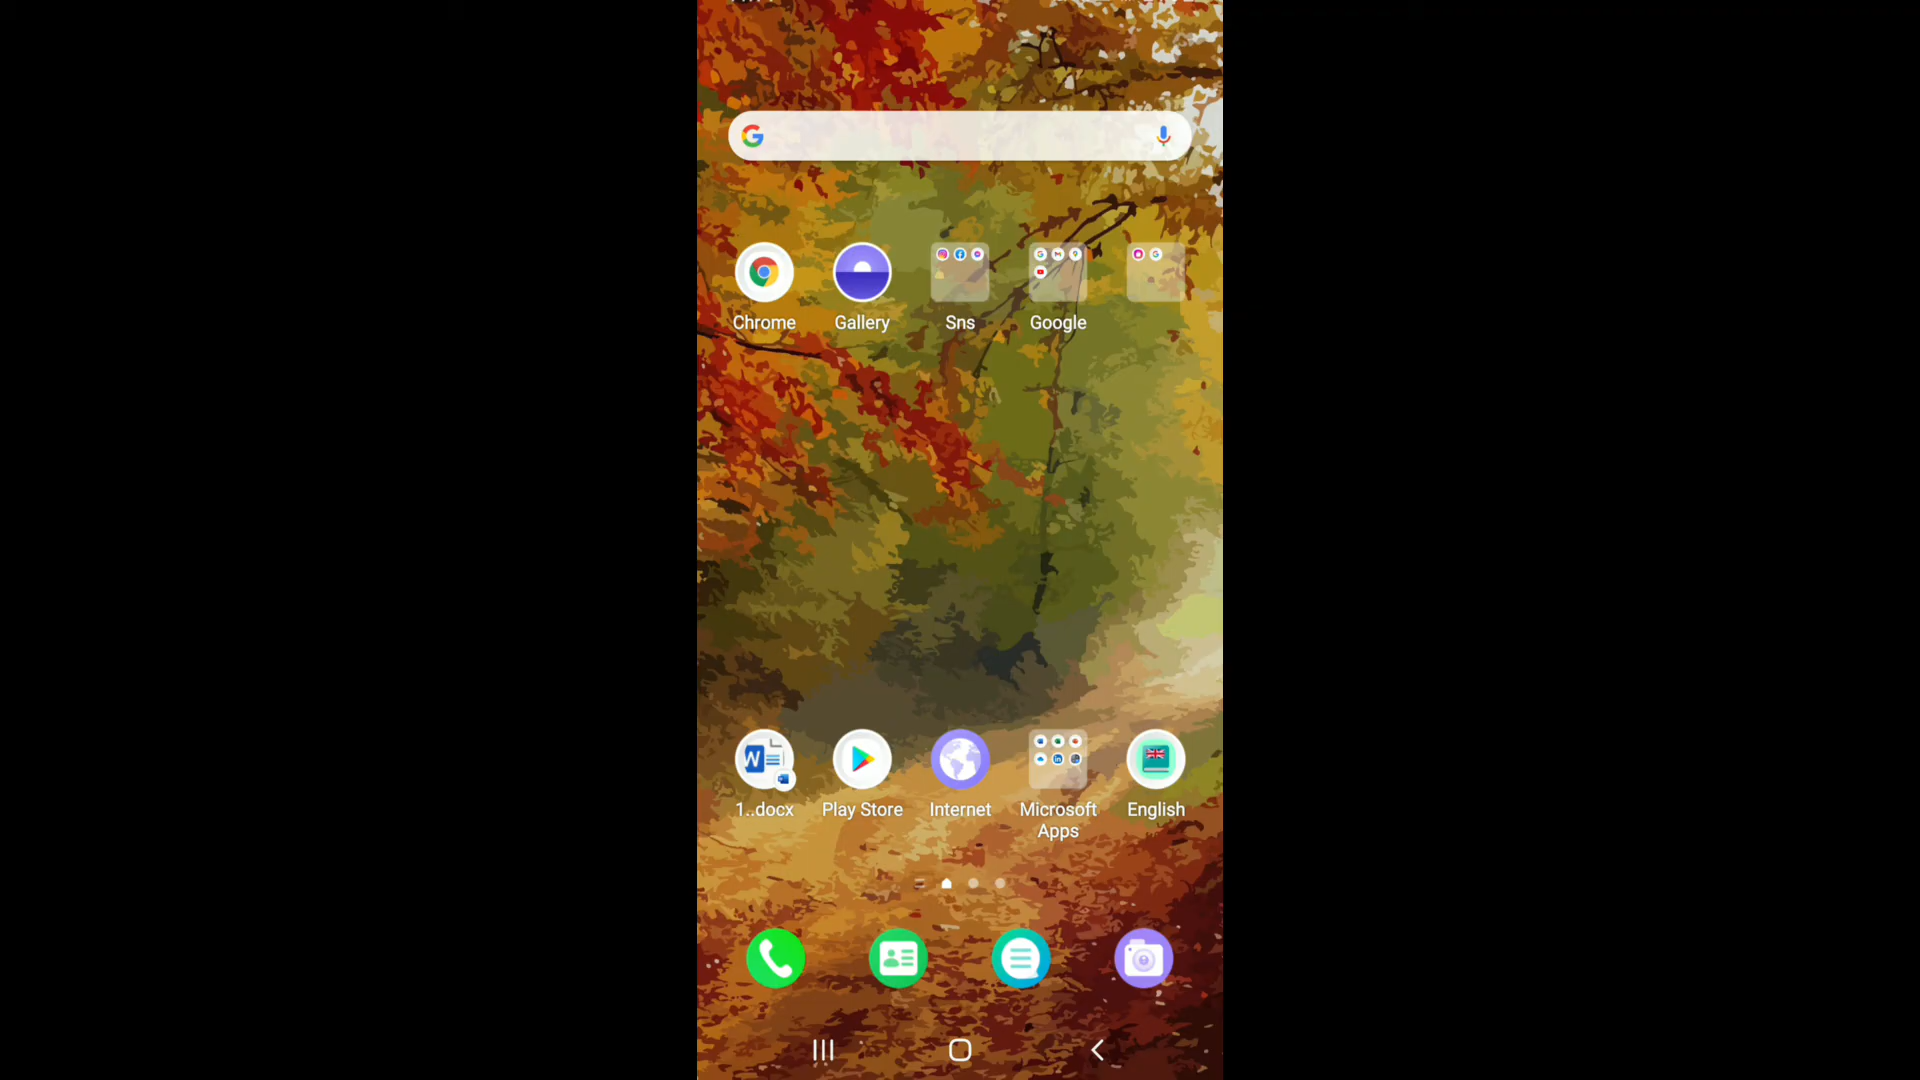 Chrome
Gallery
Sns
Google
1..docx
Play Store
Internet
Microsoft
Apps
English